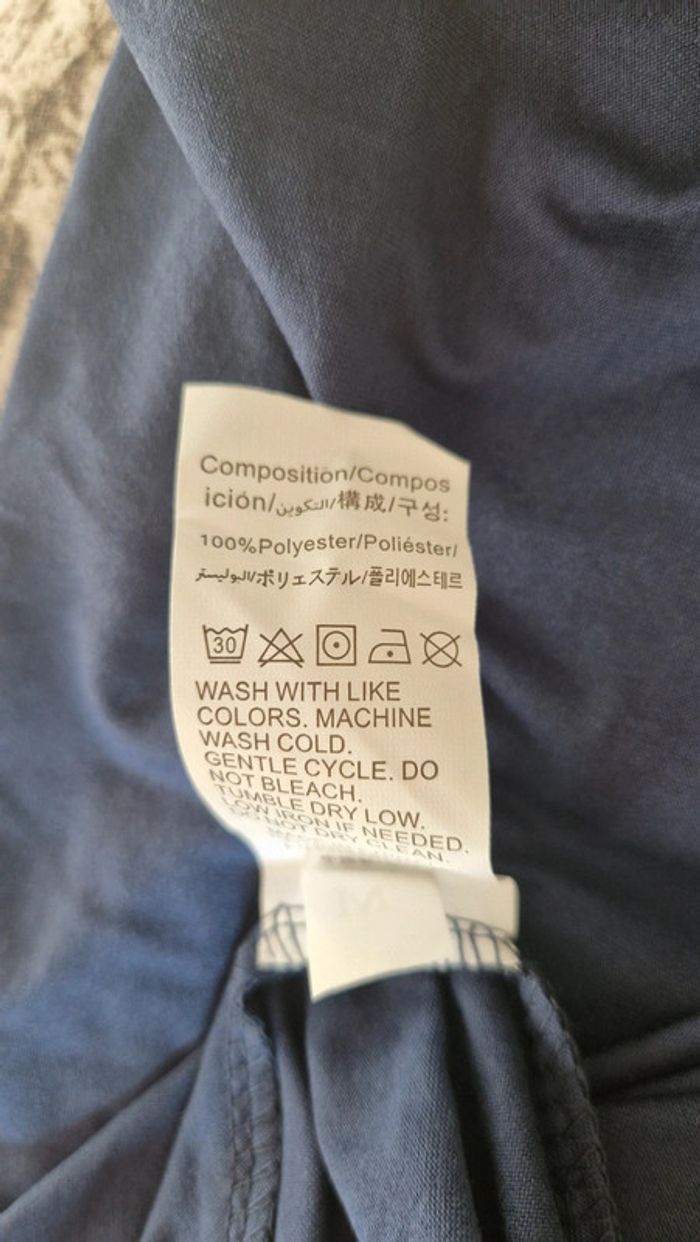 Composition/Compos
ición/التكوين/構成/구성:
100%Polyester/Poliéster/
البوليستر/ポリエステル/폴리에스테르
30
WASH WITH LIKE
COLORS. MACHINE
WASH COLD.
GENTLE CYCLE. DO
NOT BLEACH.
TUMBLE DRY LOW.
LOW IRON IF NEEDED.
DO NOT DRY CLEAN.